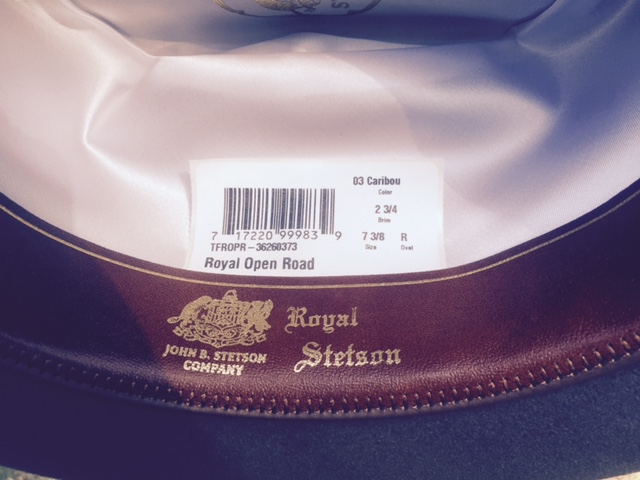 03 Caribou
Color
2 3/4
Brim
7 17220 99983 9
7 3/8 R
Size Oval
TFROPR-36260373
Royal Open Road
Royal
Stetson
JOHN B. STETSON
COMPANY